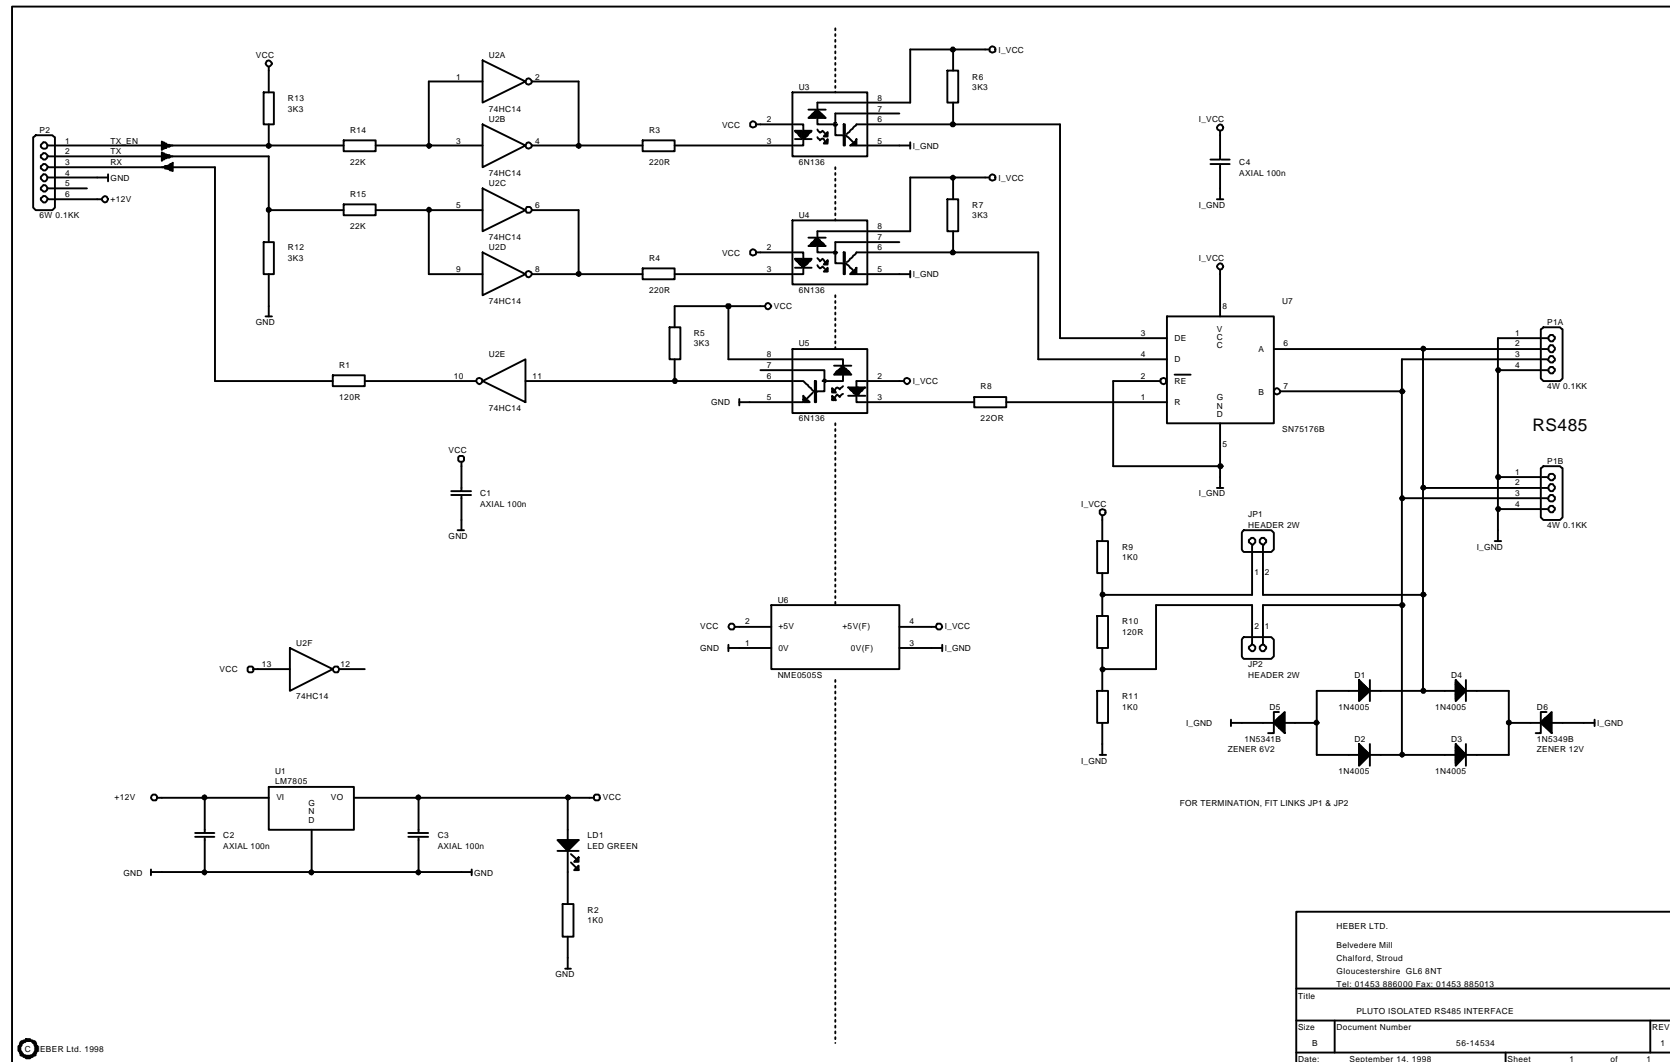 VCC
R13
3K3
P2
1
2
3
4
5
6
TX_EN
TX
RX
GND
+12V
6W 0.1KK
R14
22K
R15
22K
R12
3K3
GND
U2A
1
2
74HC14
U2B
3
4
74HC14
U2C
5
6
74HC14
U2D
9
8
74HC14
R3
220R
R4
220R
U3
VCC
2
3
8
7
6
5
6N136
I_VCC
R6
3K3
I_GND
U4
VCC
2
3
8
7
6
5
6N136
I_VCC
R7
3K3
I_GND
VCC
R5
3K3
U5
8
7
6
5
2
3
6N136
GND
I_VCC
R8
22OR
R1
120R
U2E
10
11
74HC14
I_VCC
C4
AXIAL 100n
I_GND
I_VCC
U7
8
VCC
3
DE
4
D
2
RE
1
R
A
6
B
7
GND
5
SN75176B
I_GND
P1A
1
2
3
4
4W 0.1KK
RS485
P1B
1
2
3
4
4W 0.1KK
I_GND
VCC
C1
AXIAL 100n
GND
I_VCC
R9
1K0
R10
120R
R11
1K0
I_GND
JP1
HEADER 2W
1
2
2
1
JP2
HEADER 2W
U6
VCC
2
+5V
+5V(F)
4
I_VCC
GND
1
0V
0V(F)
3
I_GND
NME0505S
U2F
VCC
13
12
74HC14
D1
1N4005
D4
1N4005
I_GND
D5
1N5341B
ZENER 6V2
D2
1N4005
D3
1N4005
D6
1N5349B
ZENER 12V
I_GND
FOR TERMINATION, FIT LINKS JP1 & JP2
U1
LM7805
+12V
VI
VO
GND
VCC
C2
AXIAL 100n
C3
AXIAL 100n
LD1
LED GREEN
GND
GND
R2
1K0
GND
HEBER LTD.
Belvedere Mill
Chalford, Stroud
Gloucestershire GL6 8NT
Tel: 01453 886000 Fax: 01453 885013
Title
PLUTO ISOLATED RS485 INTERFACE
Size
Document Number
REV
B
56-14534
1
Date:
September 14, 1998
Sheet
1
of
1
C EBER Ltd. 1998